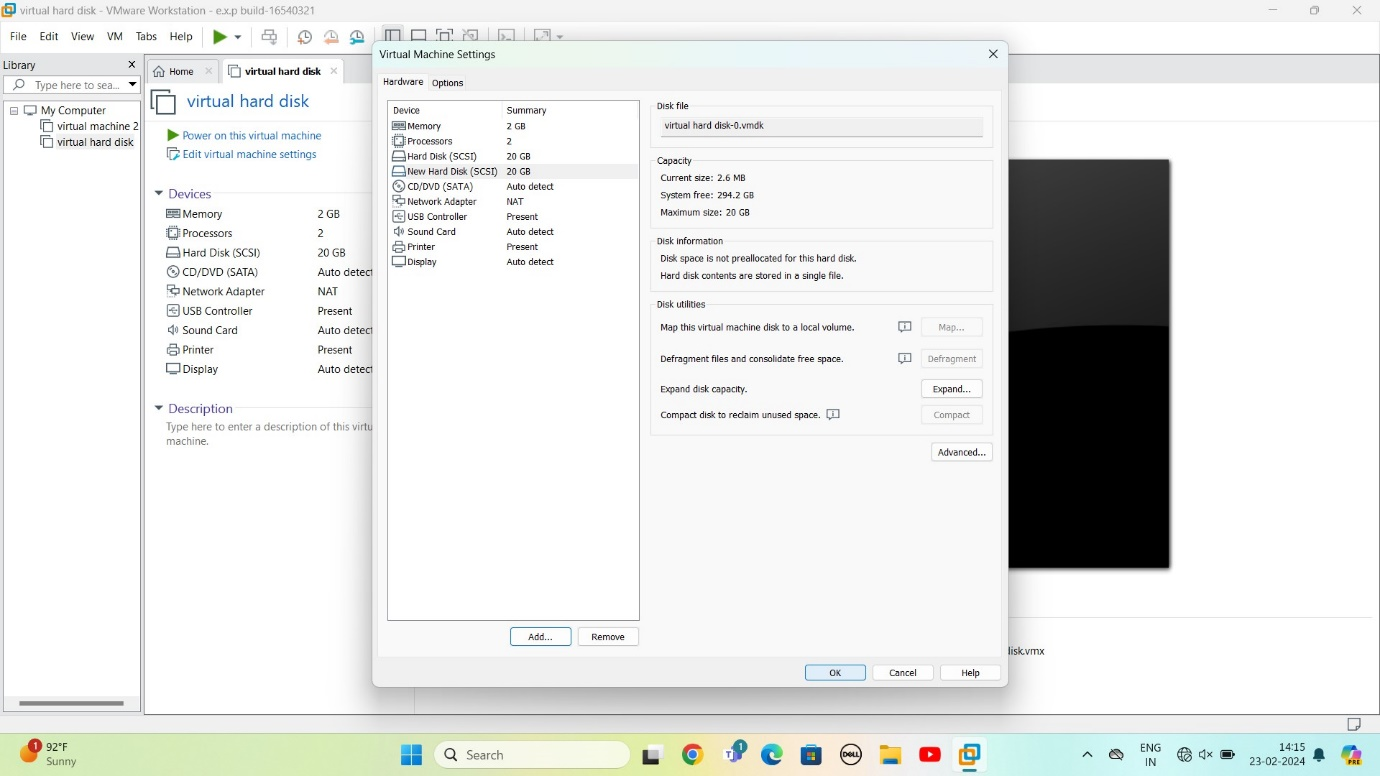 virtual hard disk - VMware Workstation - e.x.p build-16540321
File Edit View VM Tabs Help
Library
Type here to sea...
My Computer
virtual machine 2
virtual hard disk
Home
virtual hard disk
virtual hard disk
Power on this virtual machine
Edit virtual machine settings
Devices
Memory 2 GB
Processors 2
Hard Disk (SCSI) 20 GB
CD/DVD (SATA) Auto detect
Network Adapter NAT
USB Controller Present
Sound Card Auto detect
Printer Present
Display Auto detect
Description
Type here to enter a description of this virtu
machine.
Virtual Machine Settings
Hardware Options
Device Summary
Memory 2 GB
Processors 2
Hard Disk (SCSI) 20 GB
New Hard Disk (SCSI) 20 GB
CD/DVD (SATA) Auto detect
Network Adapter NAT
USB Controller Present
Sound Card Auto detect
Printer Present
Display Auto detect
Add... Remove
Disk file
virtual hard disk-0.vmdk
Capacity
Current size: 2.6 MB
System free: 294.2 GB
Maximum size: 20 GB
Disk information
Disk space is not preallocated for this hard disk.
Hard disk contents are stored in a single file.
Disk utilities
Map this virtual machine disk to a local volume. Map...
Defragment files and consolidate free space. Defragment
Expand disk capacity. Expand...
Compact disk to reclaim unused space. Compact
Advanced...
OK Cancel Help
disk.vmx
1
92°F
Sunny
Search
1
DELL
ENG
IN
14:15
23-02-2024
PRE